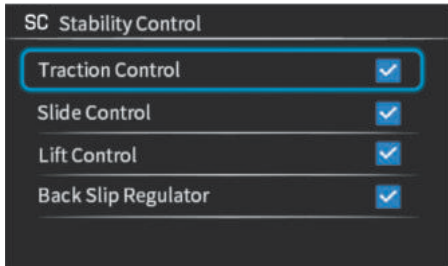 SC Stability Control
Traction Control
Slide Control
Lift Control
Back Slip Regulator